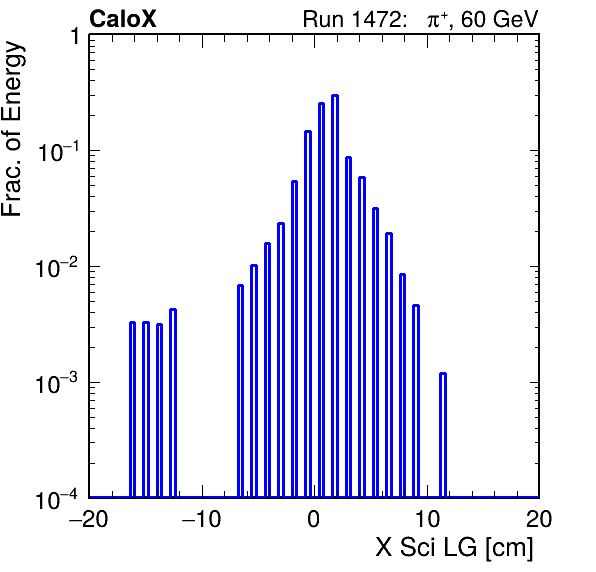 CaloX Run 1472: π⁺, 60 GeV
Frac. of Energy
1
10⁻¹
10⁻²
10⁻³
10⁻⁴
−20 −10 0 10 20
X Sci LG [cm]